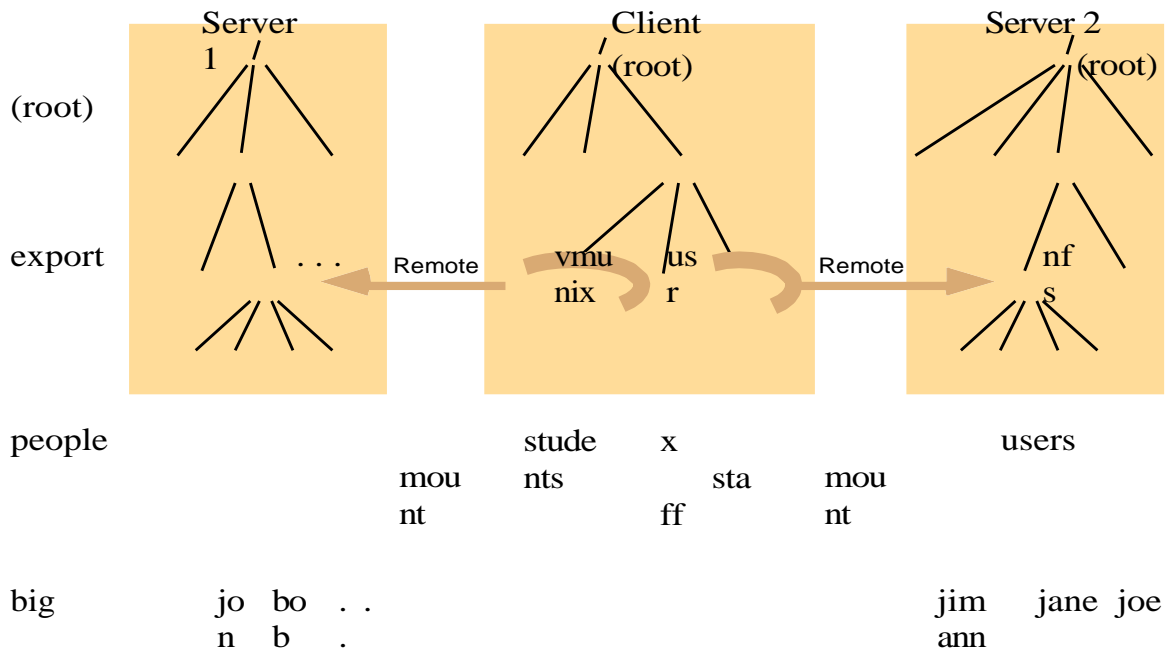 Server Client Server 2
1 (root) (root)
(root)
export . . . Remote vmu us Remote nf
nix r s
people stude x users
mou nts sta mou
nt ff nt
big jo bo . . jim jane joe
n b . ann